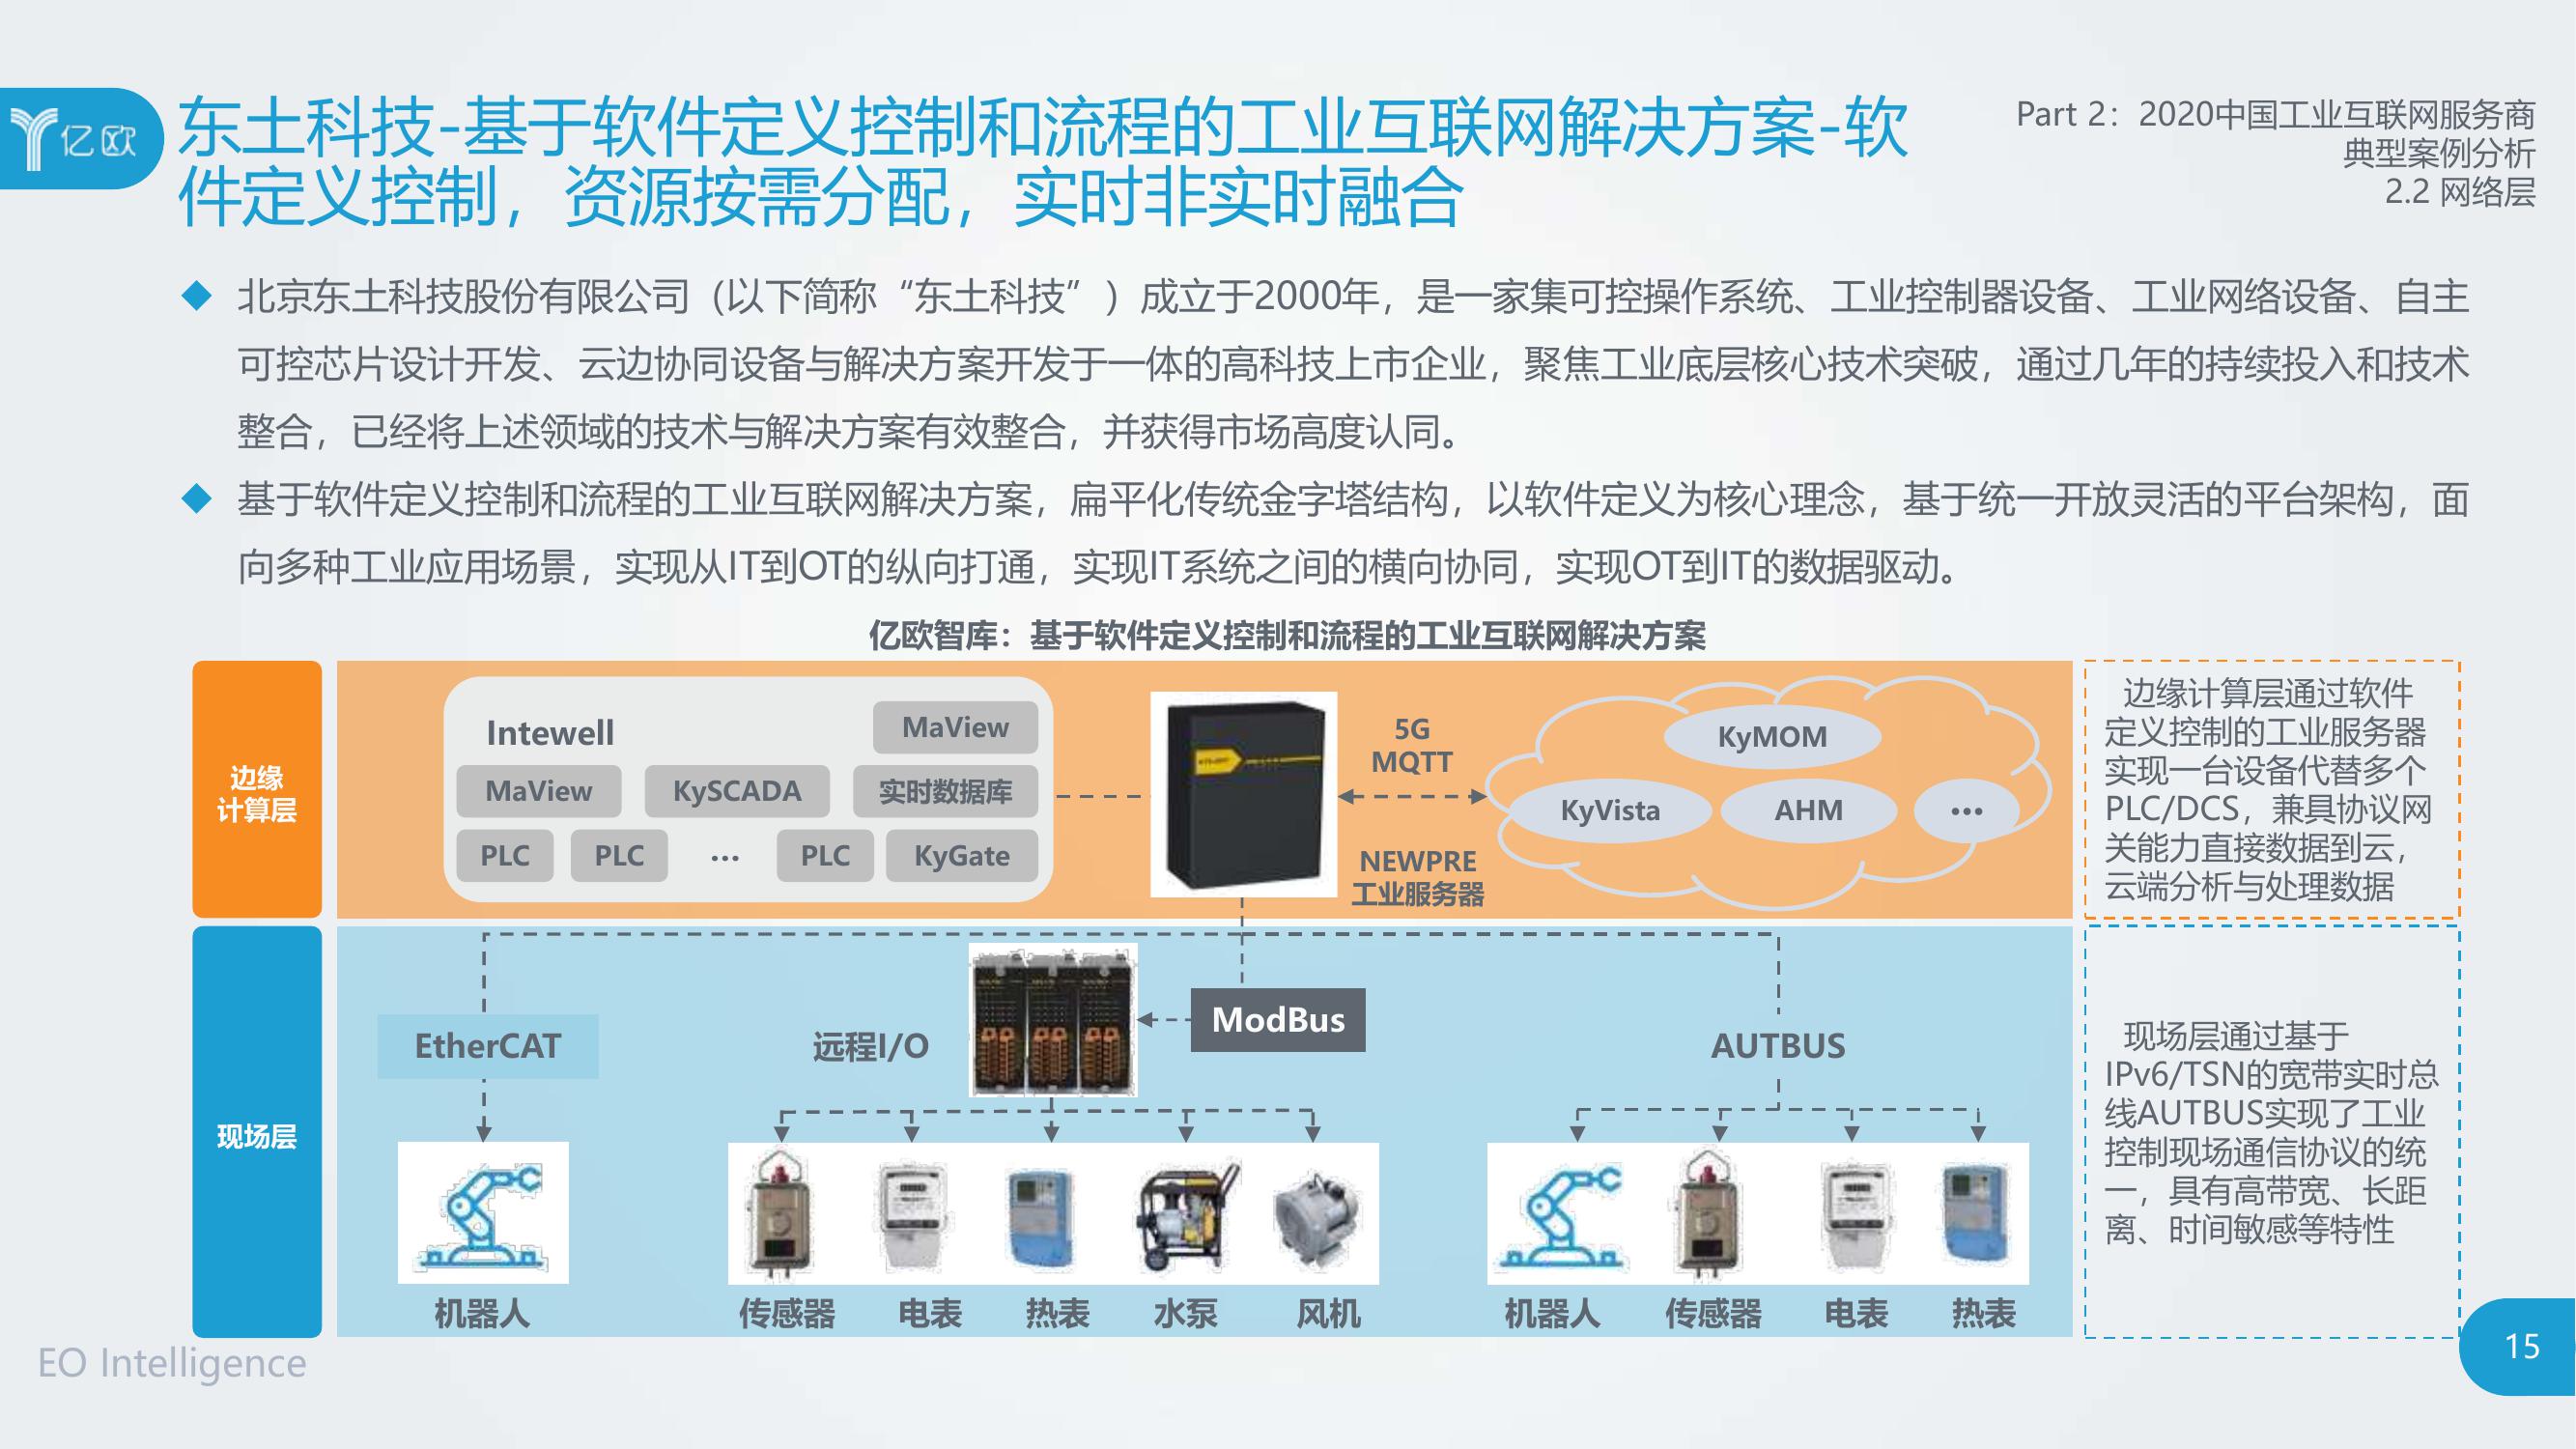 亿欧
东土科技-基于软件定义控制和流程的工业互联网解决方案-软
件定义控制，资源按需分配，实时非实时融合
Part 2：2020中国工业互联网服务商
典型案例分析
2.2 网络层
北京东土科技股份有限公司（以下简称“东土科技”）成立于2000年，是一家集可控操作系统、工业控制器设备、工业网络设备、自主
可控芯片设计开发、云边协同设备与解决方案开发于一体的高科技上市企业，聚焦工业底层核心技术突破，通过几年的持续投入和技术
整合，已经将上述领域的技术与解决方案有效整合，并获得市场高度认同。
基于软件定义控制和流程的工业互联网解决方案，扁平化传统金字塔结构，以软件定义为核心理念，基于统一开放灵活的平台架构，面
向多种工业应用场景，实现从IT到OT的纵向打通，实现IT系统之间的横向协同，实现OT到IT的数据驱动。
亿欧智库：基于软件定义控制和流程的工业互联网解决方案
边缘
计算层
Intewell
MaView
MaView
KySCADA
实时数据库
PLC
PLC
...
PLC
KyGate
5G
MQTT
NEWPRE
工业服务器
KyMOM
KyVista
AHM
...
边缘计算层通过软件
定义控制的工业服务器
实现一台设备代替多个
PLC/DCS，兼具协议网
关能力直接数据到云，
云端分析与处理数据
现场层
EtherCAT
远程I/O
ModBus
AUTBUS
机器人
传感器
电表
热表
水泵
风机
机器人
传感器
电表
热表
现场层通过基于
IPv6/TSN的宽带实时总
线AUTBUS实现了工业
控制现场通信协议的统
一，具有高带宽、长距
离、时间敏感等特性
EO Intelligence
15